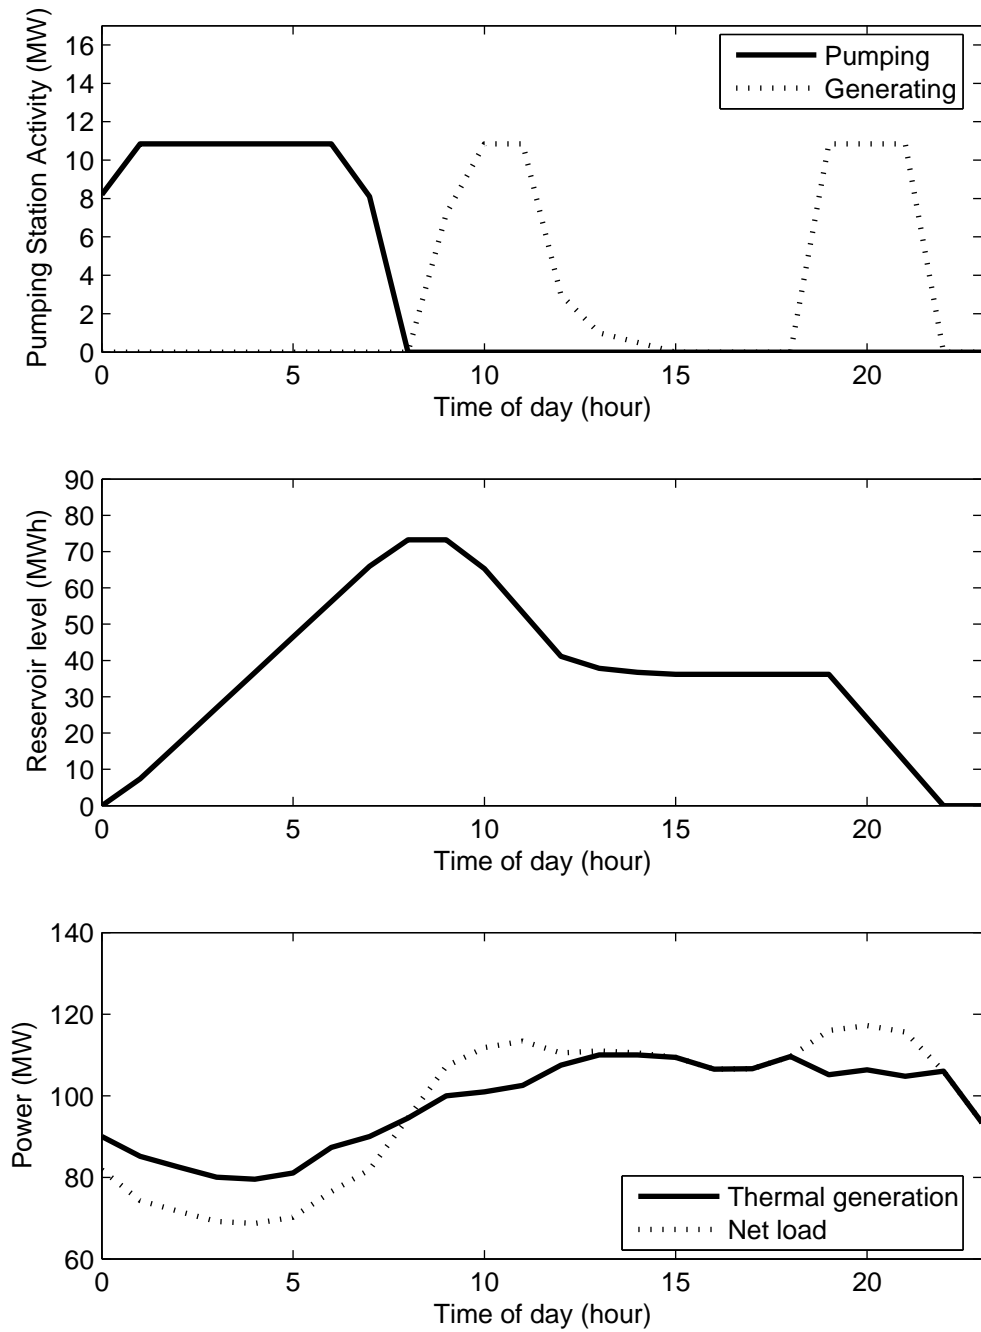 Pumping Station Activity (MW)
16
14
12
10
8
6
4
2
0
Pumping
Generating
0 5 10 15 20
Time of day (hour)
Reservoir level (MWh)
90
80
70
60
50
40
30
20
10
0
0 5 10 15 20
Time of day (hour)
Power (MW)
140
120
100
80
60
Thermal generation
Net load
0 5 10 15 20
Time of day (hour)